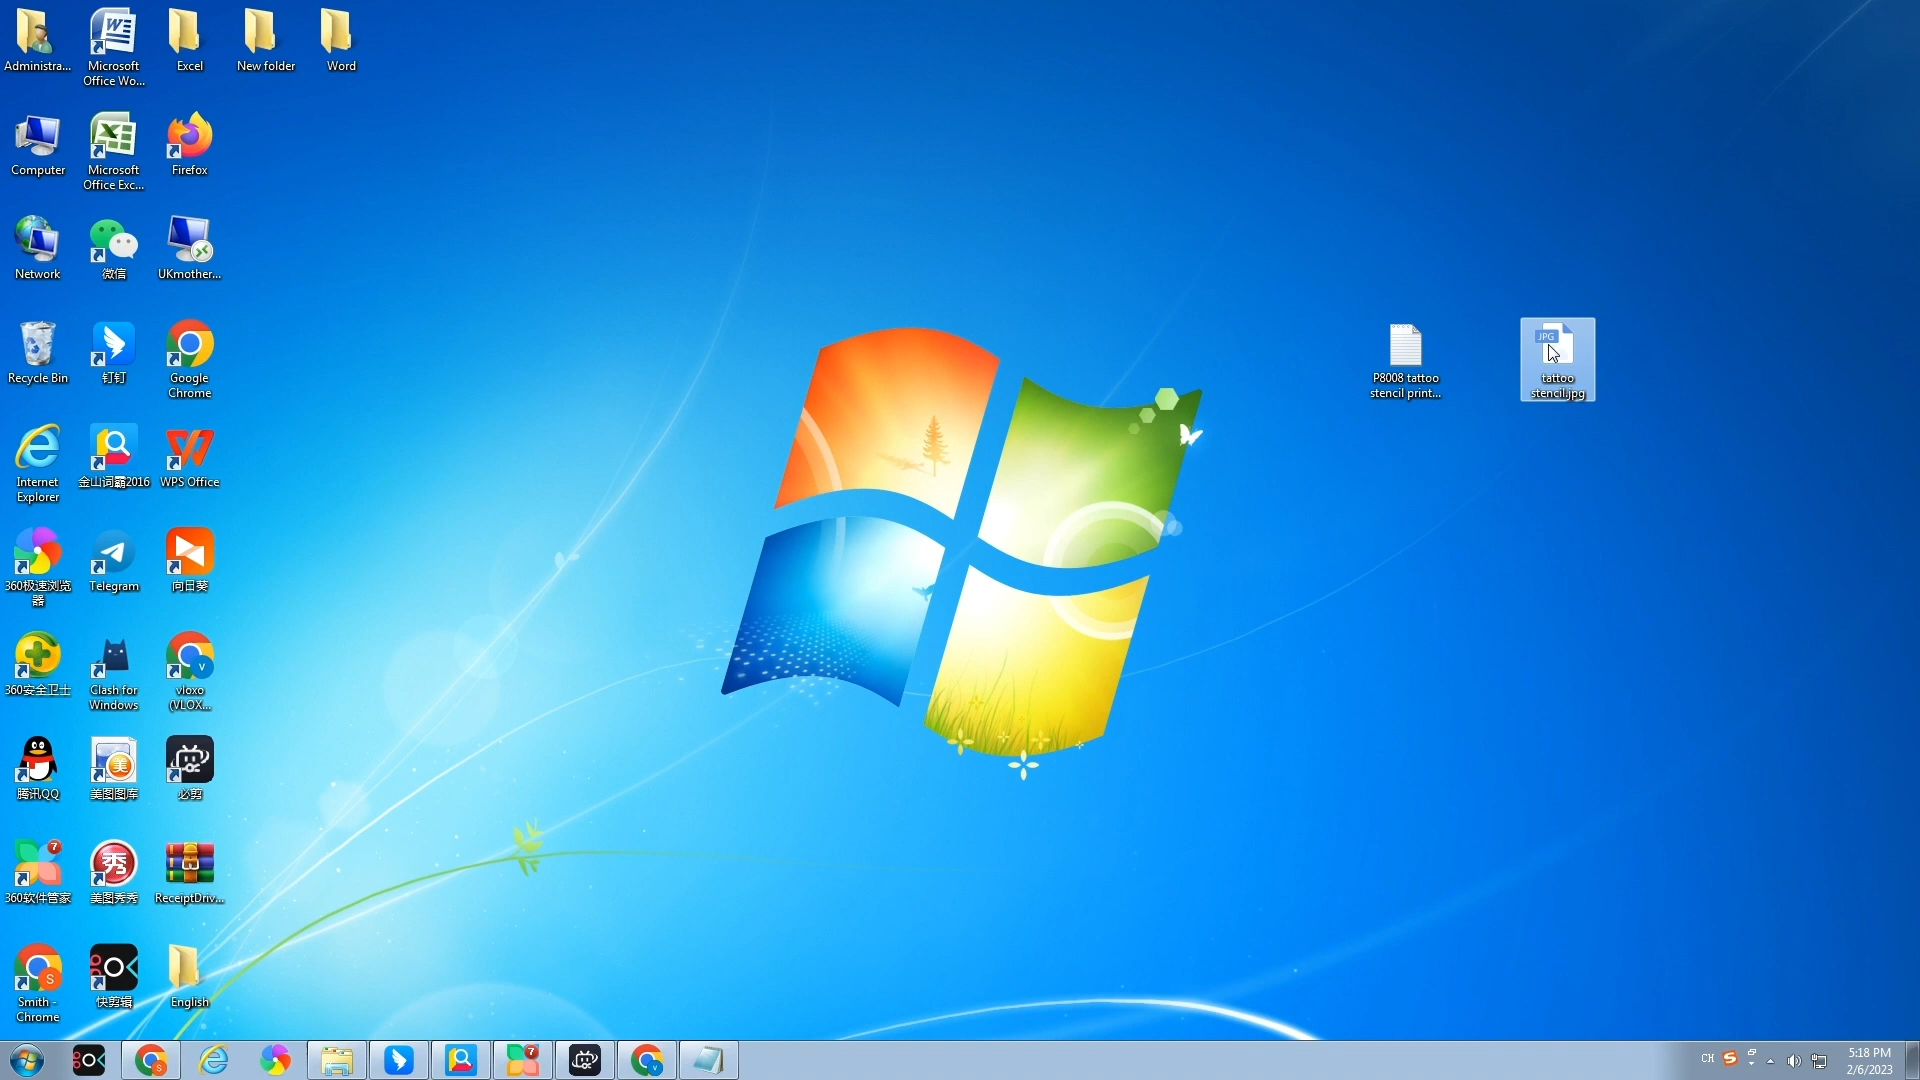 Administra...
Microsoft
Office Wo...
Excel
New folder
Word
Computer
Microsoft
Office Exc...
Firefox
Network
微信
UKmother...
Recycle Bin
钉钉
Google
Chrome
P8008 tattoo
stencil print...
JPG
tattoo
stencil.jpg
Internet
Explorer
金山词霸2016
WPS Office
360极速浏览
器
Telegram
向日葵
360安全卫士
Clash for
Windows
v
vloxo
(VLOX...
腾讯QQ
美
美图图库
必剪
7
360软件管家
秀
美图秀秀
ReceiptDriv...
S
Smith -
Chrome
快剪辑
English
S
7
v
CH
S
5:18 PM
2/6/2023